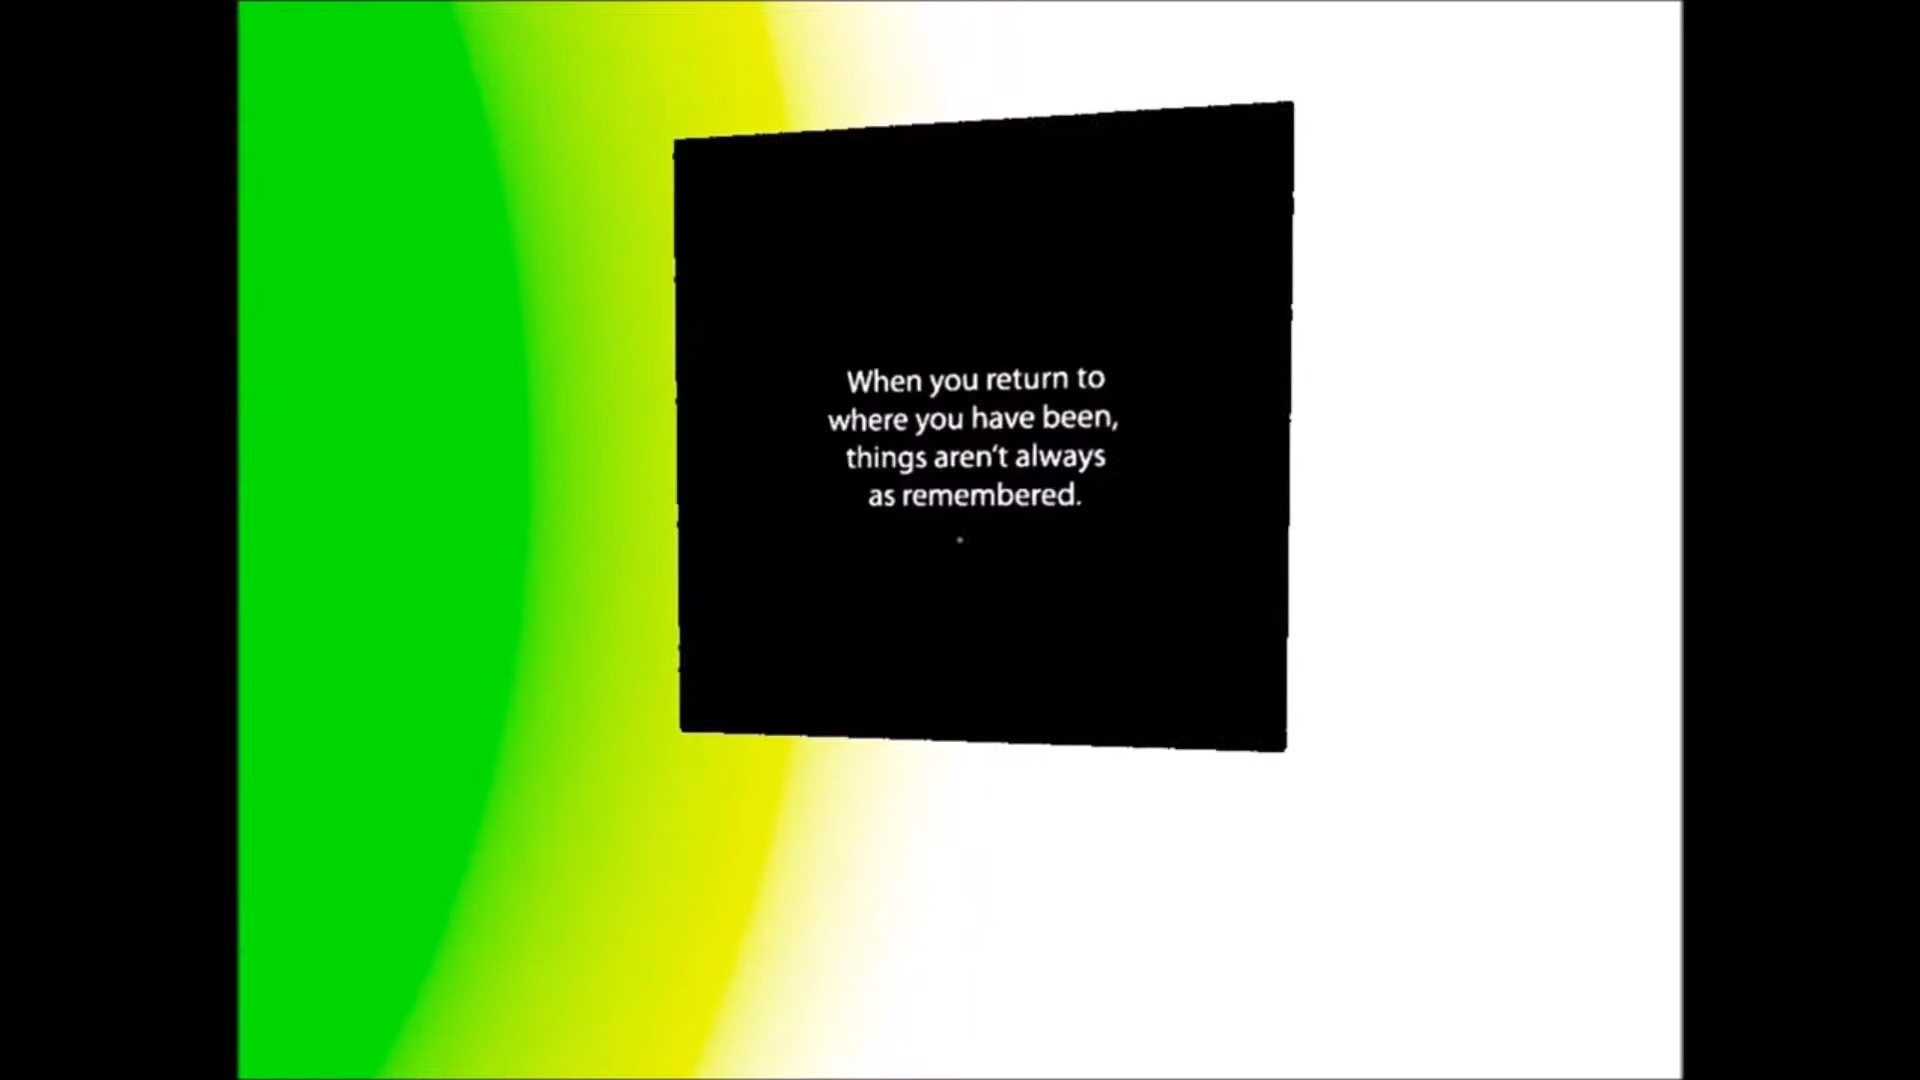 When you return to
where you have been,
things aren't always
as remembered.